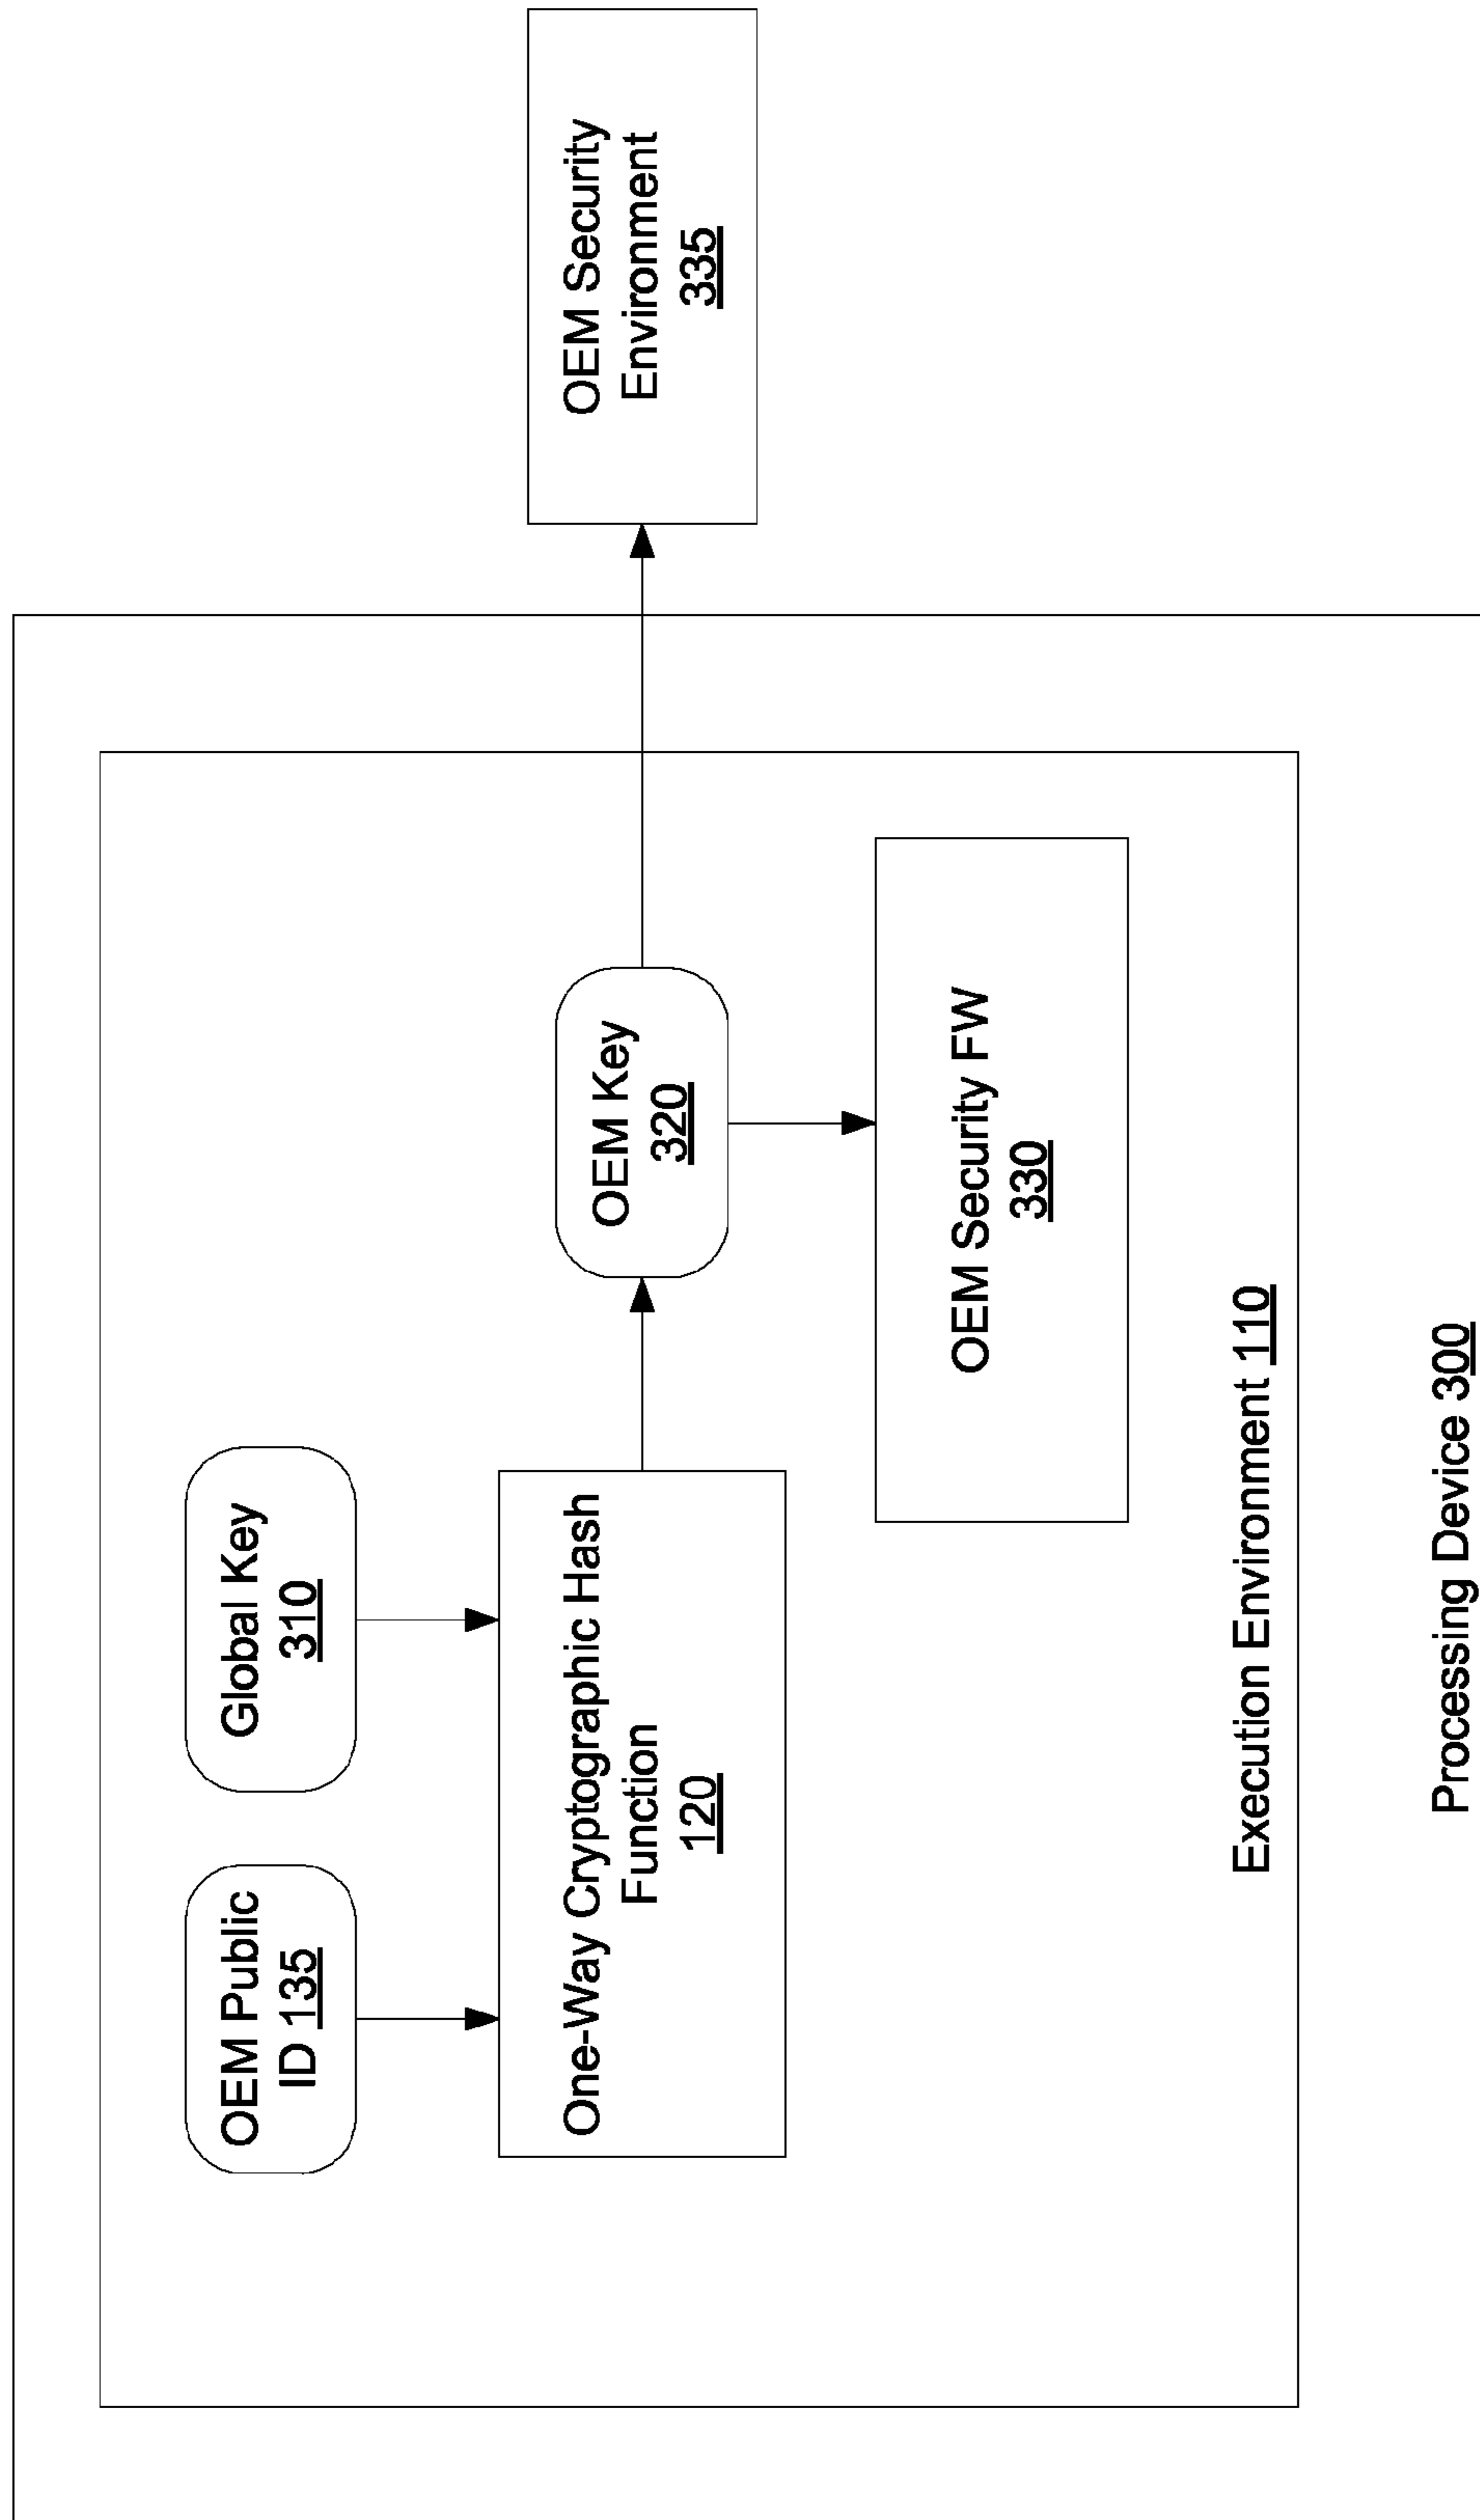 OEM Public
ID 135
Global Key
310
One-Way Cryptographic Hash
Function
120
OEM Key
320
OEM Security FW
330
OEM Security
Environment
335
Execution Environment 110
Processing Device 300